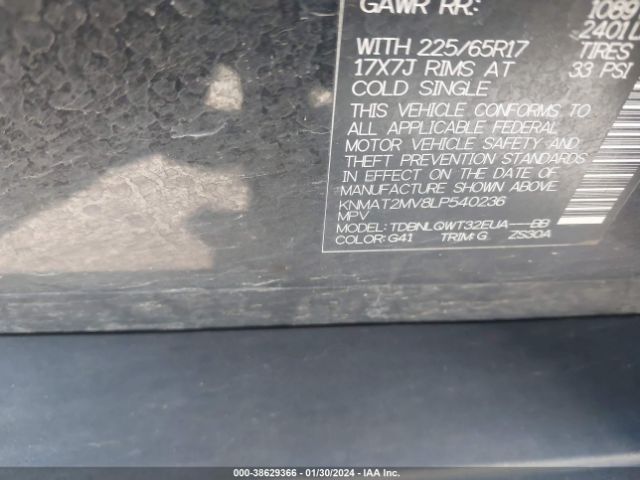 GAWR RR: 1089
2401 L
WITH 225/65R17 TIRES
17X7J RIMS AT 33 PSI
COLD SINGLE
THIS VEHICLE CONFORMS TO
ALL APPLICABLE FEDERAL
MOTOR VEHICLE SAFETY AND
THEFT PREVENTION STANDARDS
IN EFFECT ON THE DATE OF
MANUFACTURE SHOWN ABOVE
KNMAT2MV8LP540236
MPV
MODEL: TDBNLQWT32EUA---BB
COLOR: G41 TRIM: G ZS30A
000-38629366 - 01/30/2024 - IAA Inc.